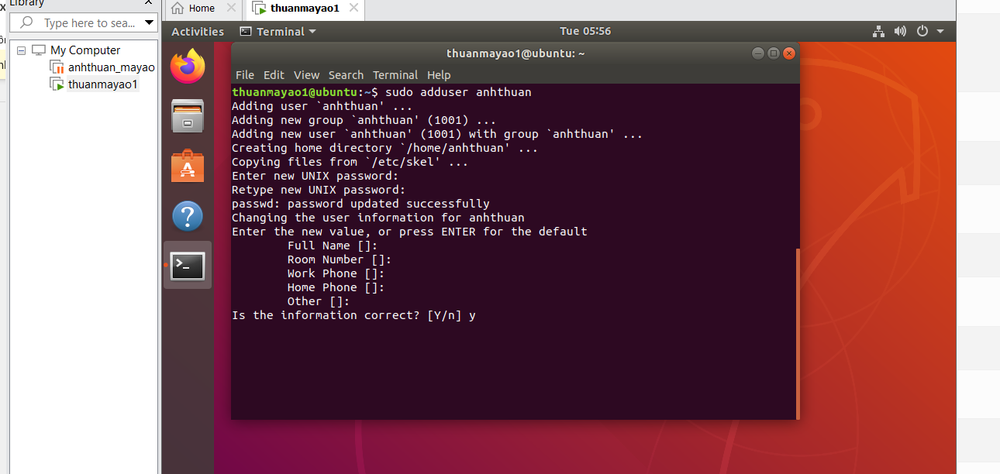 Library
Home
thuanmayao1
Type here to sea...
My Computer
anhthuan_mayao
thuanmayao1
Activities
Terminal
Tue 05:56
thuanmayao1@ubuntu: ~
File Edit View Search Terminal Help
thuanmayao1@ubuntu:~$ sudo adduser anhthuan
Adding user `anhthuan' ...
Adding new group `anhthuan' (1001) ...
Adding new user `anhthuan' (1001) with group `anhthuan' ...
Creating home directory `/home/anhthuan' ...
Copying files from `/etc/skel' ...
Enter new UNIX password:
Retype new UNIX password:
passwd: password updated successfully
Changing the user information for anhthuan
Enter the new value, or press ENTER for the default
Full Name []:
Room Number []:
Work Phone []:
Home Phone []:
Other []:
Is the information correct? [Y/n] y